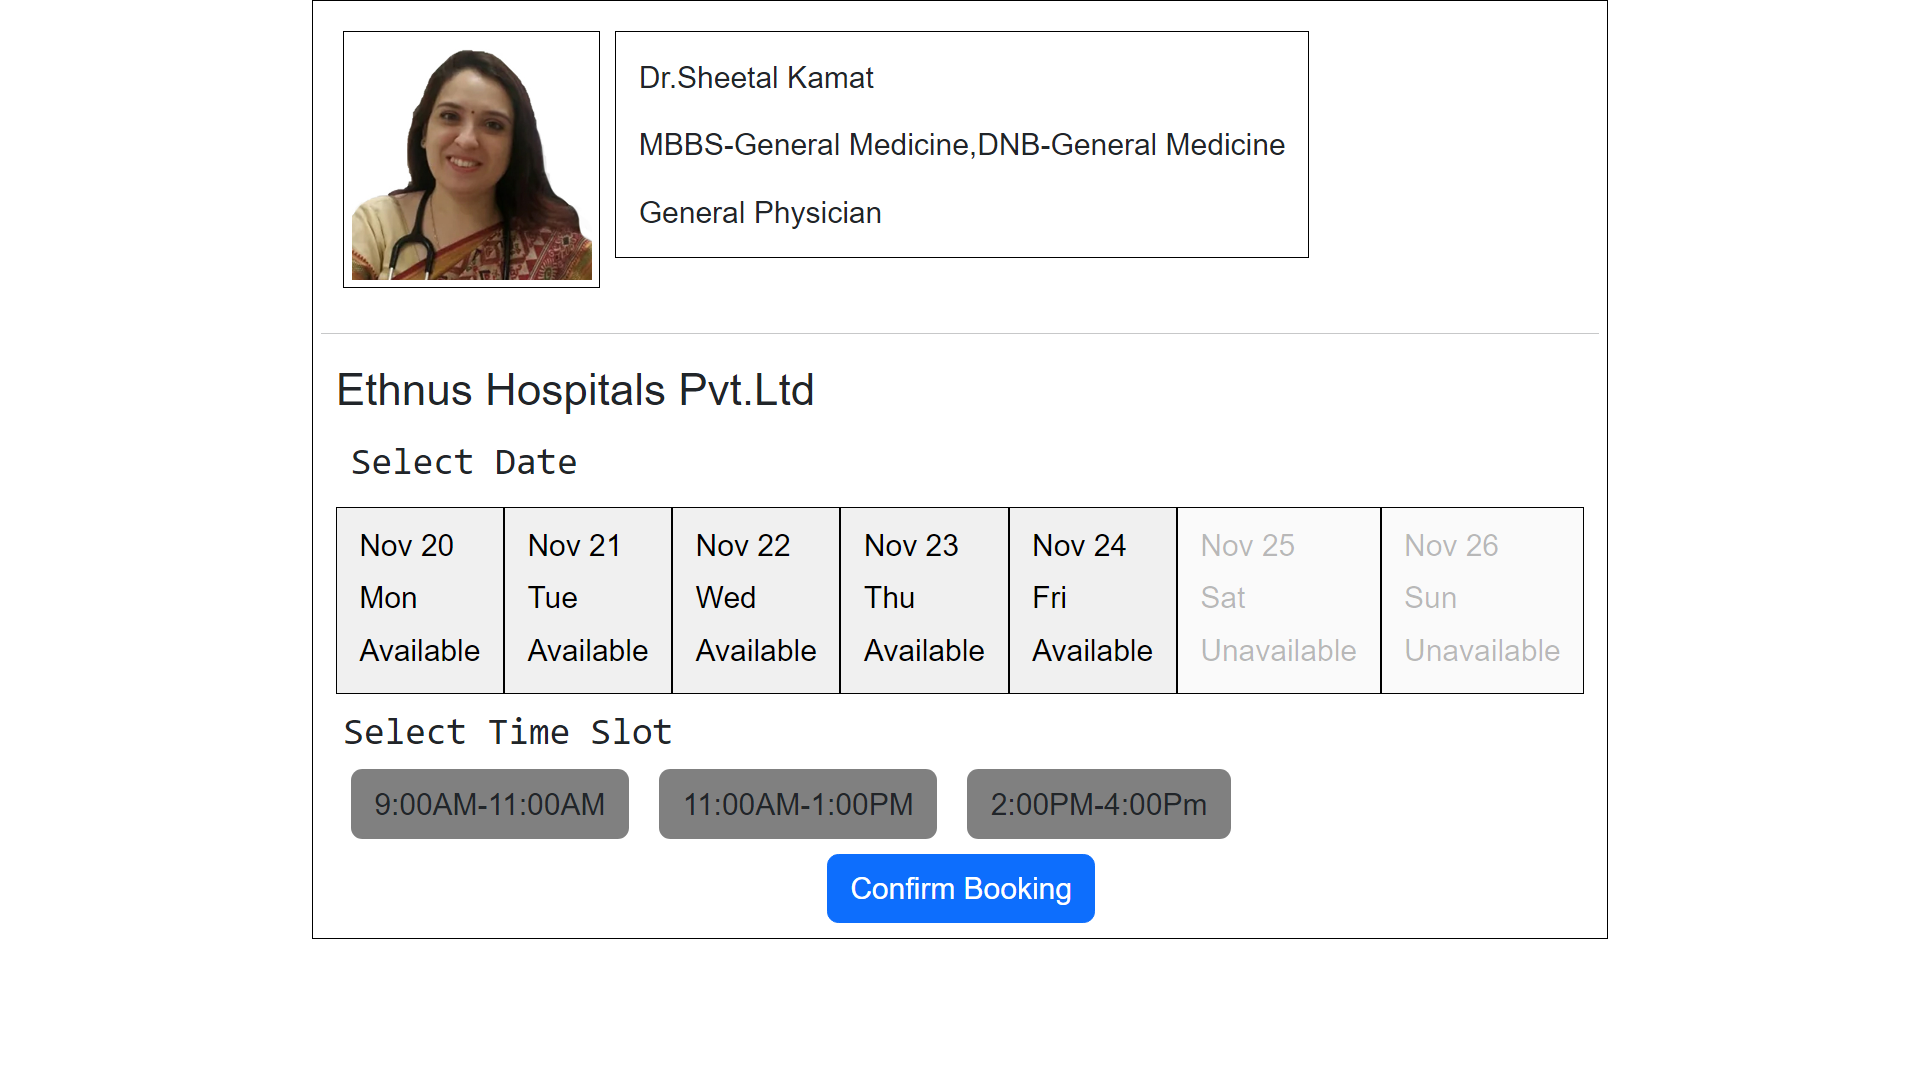 Dr.Sheetal Kamat
MBBS-General Medicine,DNB-General Medicine
General Physician
Ethnus Hospitals Pvt.Ltd
Select Date
Nov 20 Nov 21 Nov 22 Nov 23 Nov 24 Nov 25 Nov 26
Mon Tue Wed Thu Fri Sat Sun
Available Available Available Available Available Unavailable Unavailable
Select Time Slot
9:00AM-11:00AM 11:00AM-1:00PM 2:00PM-4:00Pm
Confirm Booking